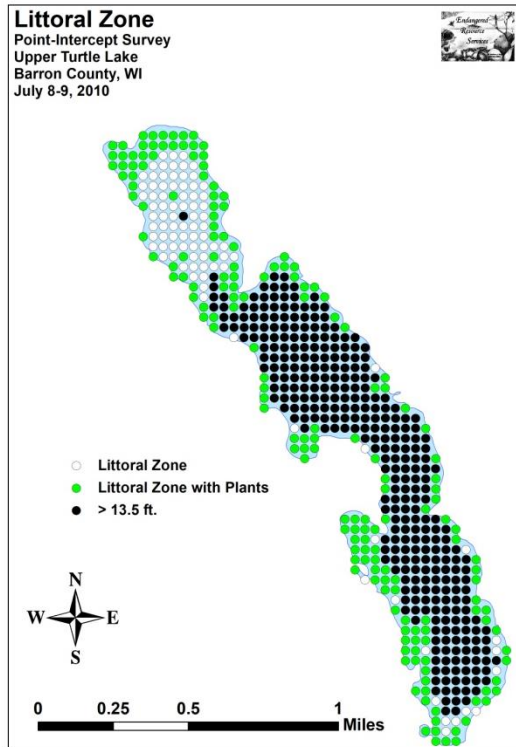 Littoral Zone
Point-Intercept Survey
Upper Turtle Lake
Barron County, WI
July 8-9, 2010
Endangered
Resource
Services
Littoral Zone
Littoral Zone with Plants
> 13.5 ft.
N
W E
S
0 0.25 0.5 1
Miles